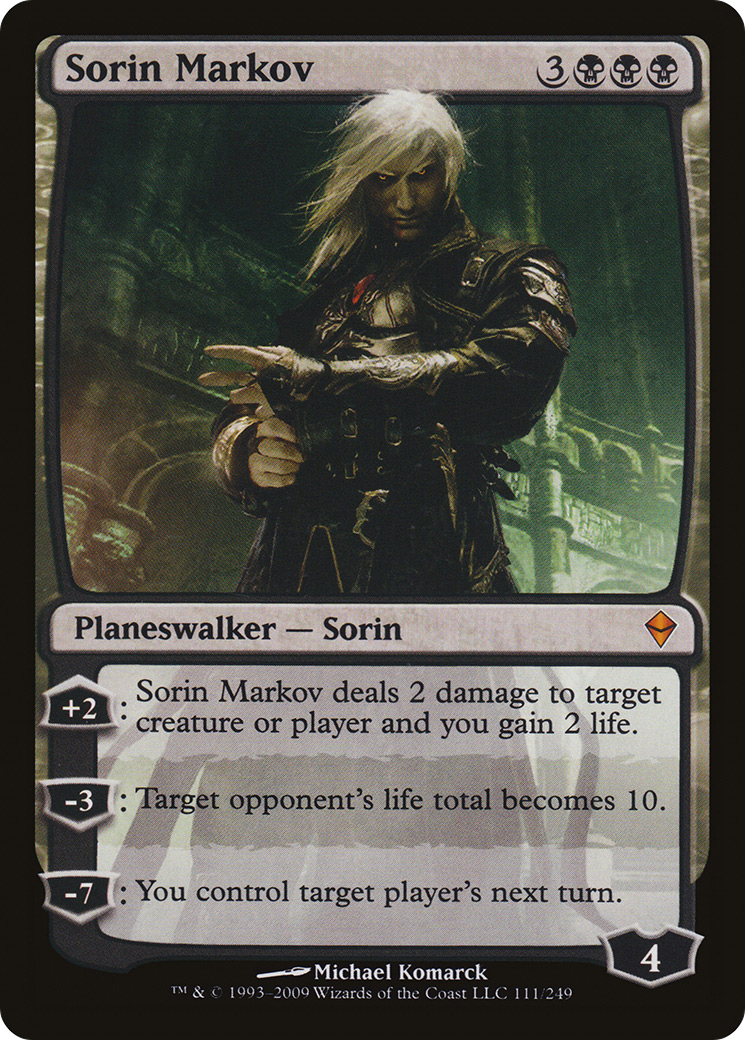 Sorin Markov 3
Planeswalker — Sorin
+2 : Sorin Markov deals 2 damage to target
creature or player and you gain 2 life.
-3 : Target opponent's life total becomes 10.
-7 : You control target player's next turn.
4
Michael Komarck
™ & © 1993–2009 Wizards of the Coast LLC 111/249